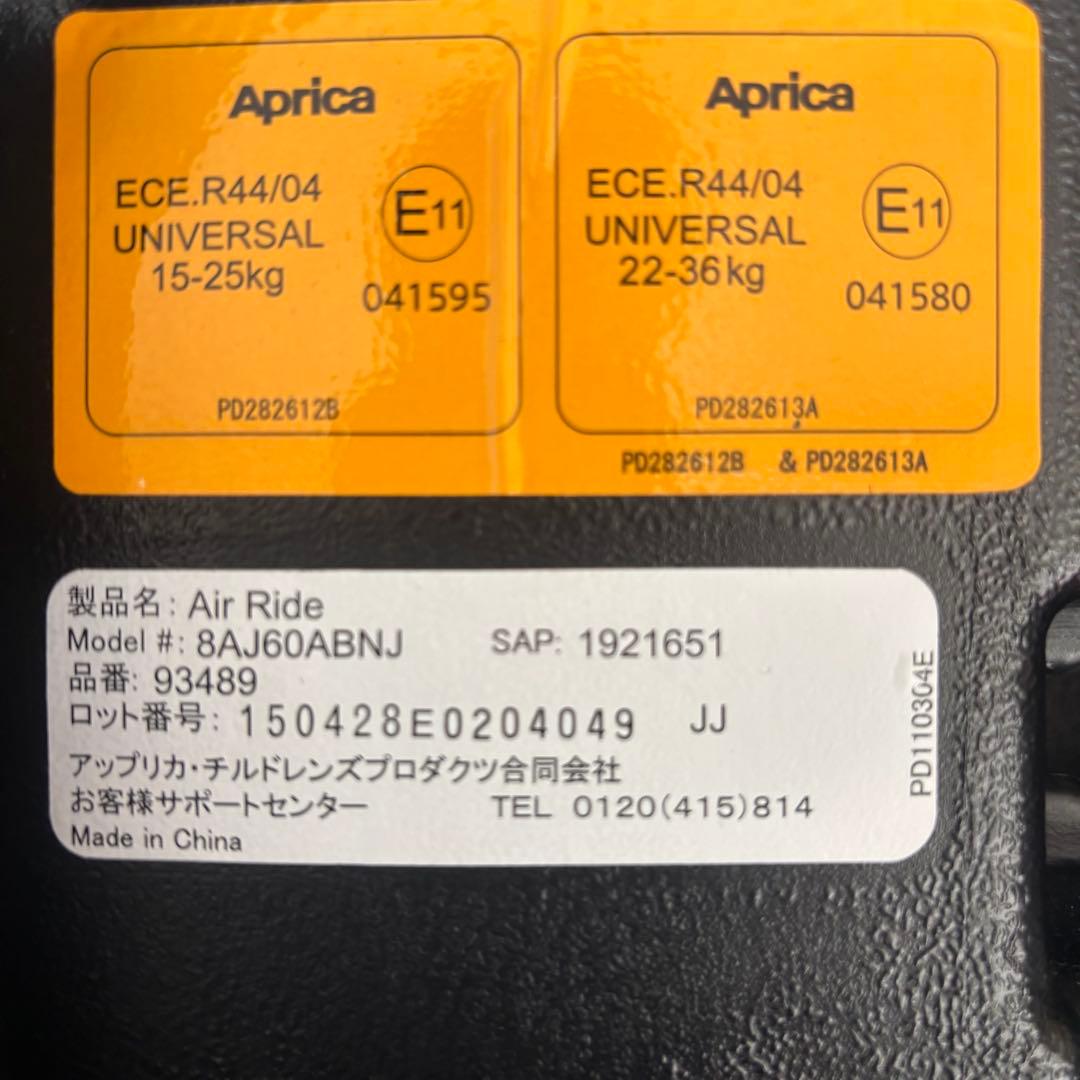 Aprica
ECE.R44/04
UNIVERSAL
15-25kg
E11
041595
PD282612B
Aprica
ECE.R44/04
UNIVERSAL
22-36kg
E11
041580
PD282613A
PD282612B & PD282613A
製品名: Air Ride
Model #: 8AJ60ABNJ SAP: 1921651
品番: 93489
ロット番号: 150428E0204049 JJ
アップリカ・チルドレンズプロダクツ合同会社
お客様サポートセンター TEL 0120(415)814
Made in China
PD110304E